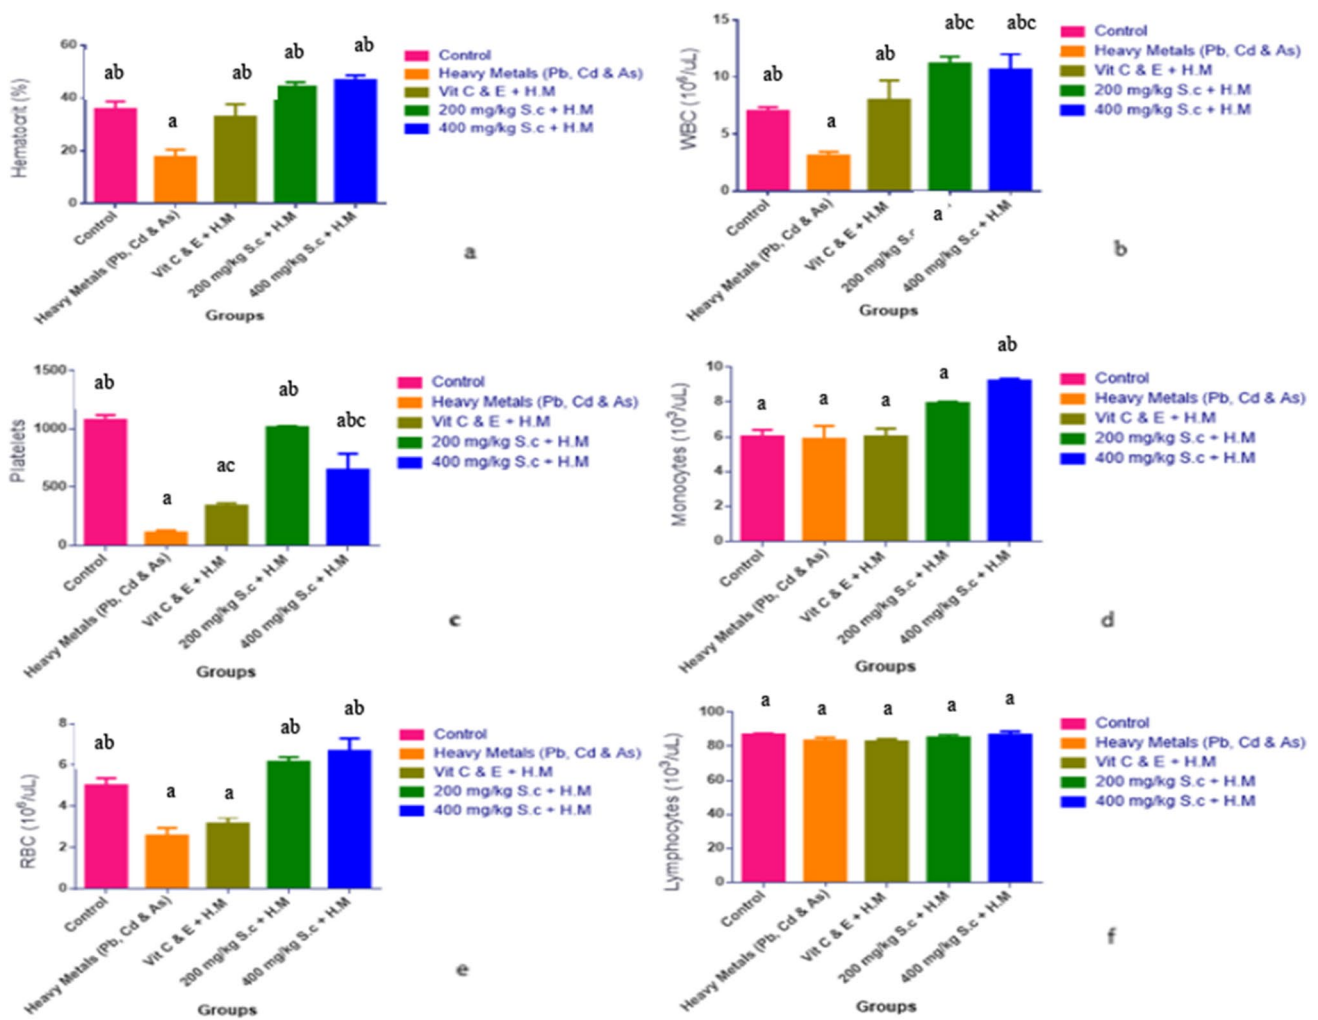 60
40
20
0
Hematocrit (%)
ab
a
ab
ab
ab
Control
Heavy Metals (Pb, Cd & As)
Vit C & E + H.M
200 mg/kg S.c + H.M
400 mg/kg S.c + H.M
Control
Heavy Metals (Pb, Cd & As)
Vit C & E + H.M
200 mg/kg S.c + H.M
400 mg/kg S.c + H.M
Groups
a
15
10
5
0
WBC (10⁶/uL)
ab
a
ab
abc
abc
Control
Heavy Metals (Pb, Cd & As)
Vit C & E + H.M
200 mg/kg S.c + H.M
400 mg/kg S.c + H.M
Control
Heavy Metals (Pb, Cd & As)
Vit C & E + H.M
200 mg/kg S.
a
400 mg/kg S.c + H.M
Groups
b
1500
1000
500
0
Platelets
ab
a
ac
ab
abc
Control
Heavy Metals (Pb, Cd & As)
Vit C & E + H.M
200 mg/kg S.c + H.M
400 mg/kg S.c + H.M
Control
Heavy Metals (Pb, Cd & As)
Vit C & E + H.M
200 mg/kg S.c + H.M
400 mg/kg S.c + H.M
Groups
c
10
8
6
4
2
0
Monocytes (10³/uL)
a
a
a
a
ab
Control
Heavy Metals (Pb, Cd & As)
Vit C & E + H.M
200 mg/kg S.c + H.M
400 mg/kg S.c + H.M
Control
Heavy Metals (Pb, Cd & As)
Vit C & E + H.M
200 mg/kg S.c + H.M
400 mg/kg S.c + H.M
Groups
d
8
6
4
2
0
RBC (10⁶/uL)
ab
a
a
ab
ab
Control
Heavy Metals (Pb, Cd & As)
Vit C & E + H.M
200 mg/kg S.c + H.M
400 mg/kg S.c + H.M
Control
Heavy Metals (Pb, Cd & As)
Vit C & E + H.M
200 mg/kg S.c + H.M
400 mg/kg S.c + H.M
Groups
e
100
80
60
40
20
0
Lymphocytes (10³/uL)
a
a
a
a
a
Control
Heavy Metals (Pb, Cd & As)
Vit C & E + H.M
200 mg/kg S.c + H.M
400 mg/kg S.c + H.M
Control
Heavy Metals (Pb, Cd & As)
Vit C & E + H.M
200 mg/kg S.c + H.M
400 mg/kg S.c + H.M
Groups
f